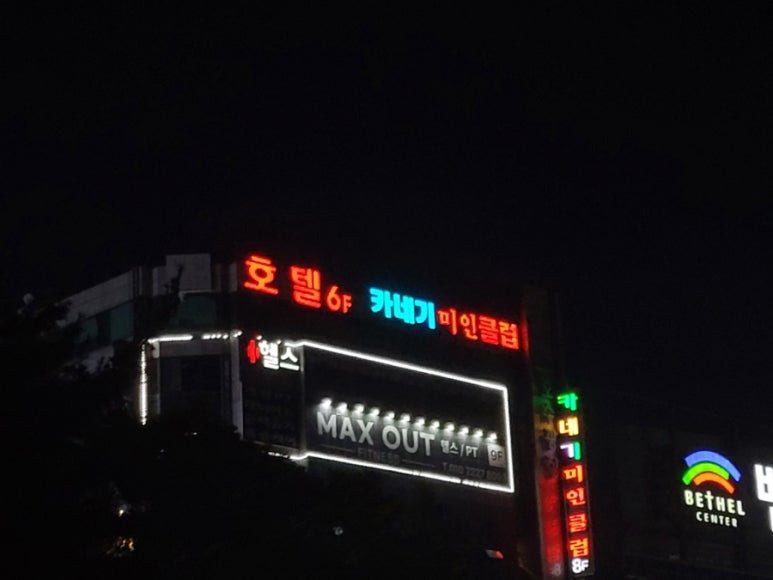 호텔 6F 카네기미인클럽
헬스
MAX OUT 헬스/PT 9F
FITNESS
카네기미인클럽
8F
BETHEL
CENTER